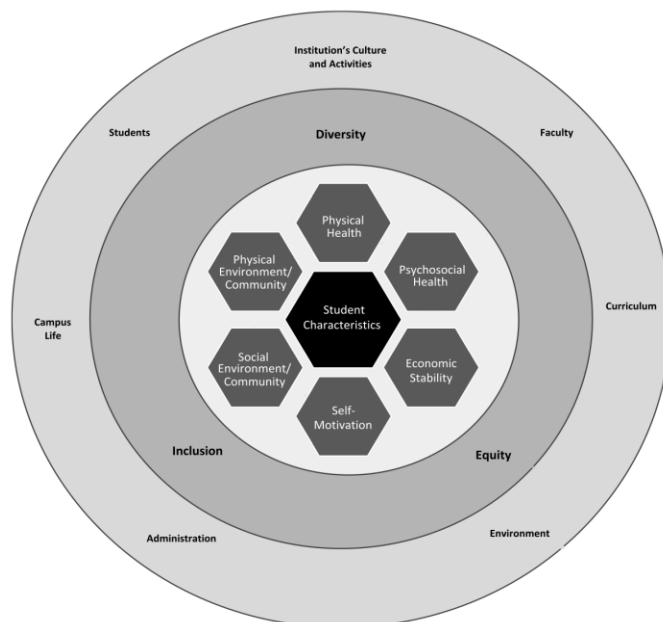 Institution's Culture
and Activities
Students
Faculty
Diversity
Physical
Health
Physical
Environment/
Community
Psychosocial
Health
Student
Characteristics
Campus
Life
Curriculum
Social
Environment/
Community
Economic
Stability
Self-
Motivation
Inclusion
Equity
Administration
Environment